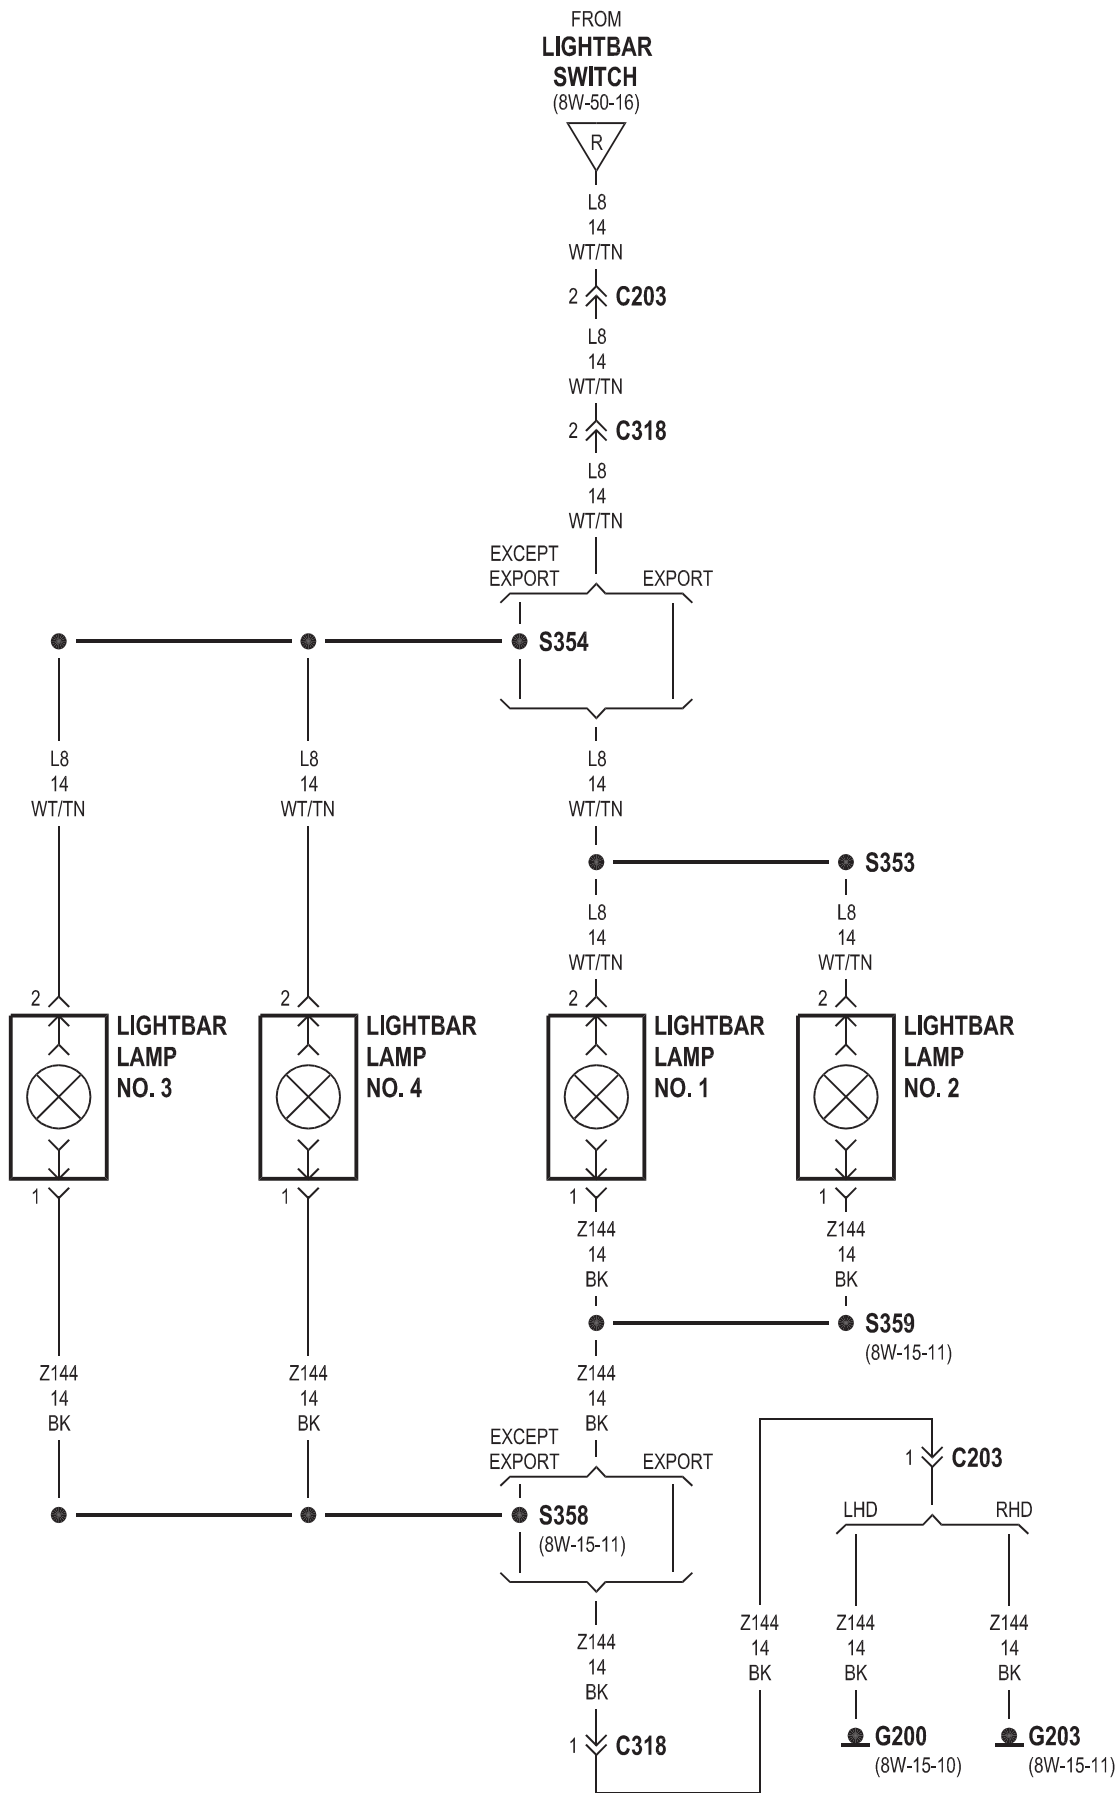 FROM
LIGHTBAR
SWITCH
(8W-50-16)
R
L8
14
WT/TN
2 C203
L8
14
WT/TN
2 C318
L8
14
WT/TN
EXCEPT
EXPORT EXPORT
S354
L8 L8 L8
14 14 14
WT/TN WT/TN WT/TN
S353
L8 L8
14 14
WT/TN WT/TN
2 2 2 2
LIGHTBAR LIGHTBAR LIGHTBAR LIGHTBAR
LAMP LAMP LAMP LAMP
NO. 3 NO. 4 NO. 1 NO. 2
1 1 1 1
Z144 Z144
14 14
BK BK
S359
(8W-15-11)
Z144 Z144 Z144
14 14 14
BK BK BK
EXCEPT
EXPORT EXPORT
1 C203
S358
(8W-15-11)
LHD RHD
Z144 Z144 Z144 Z144
14 14 14 14
BK BK BK BK
1 C318
G200 G203
(8W-15-10) (8W-15-11)